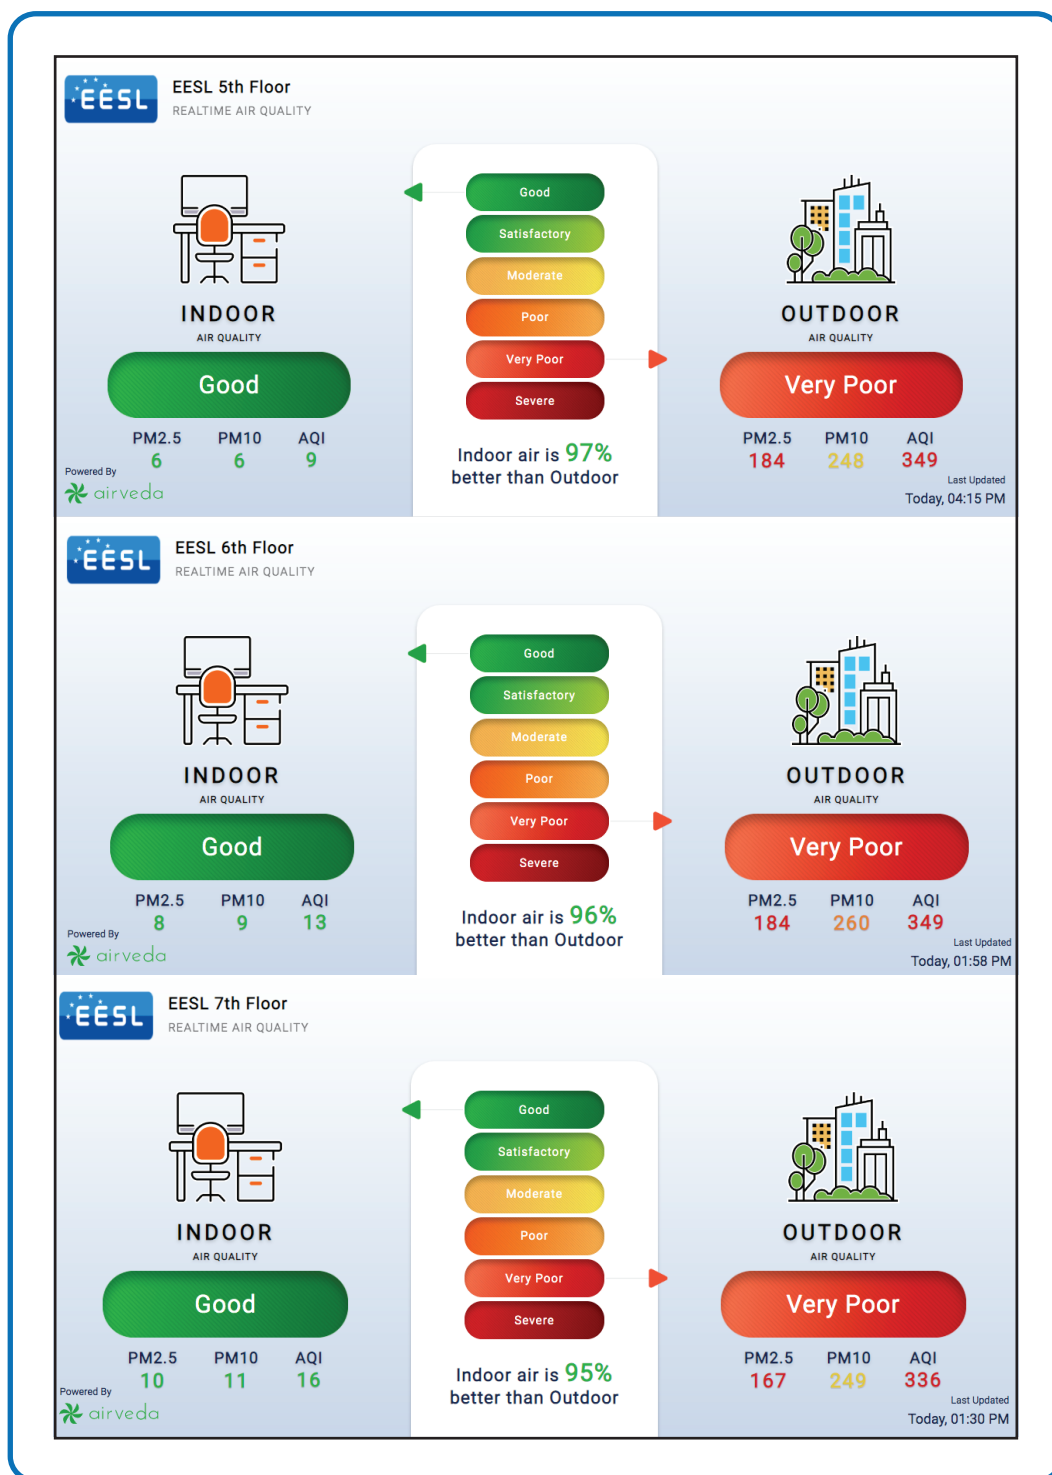 EESL
EESL 5th Floor
REALTIME AIR QUALITY
Good
Satisfactory
Moderate
Poor
Very Poor
Severe
INDOOR
AIR QUALITY
Good
PM2.5 PM10 AQI
6 6 9
Powered By
airveda
Indoor air is 97%
better than Outdoor
OUTDOOR
AIR QUALITY
Very Poor
PM2.5 PM10 AQI
184 248 349
Last Updated
Today, 04:15 PM
EESL
EESL 6th Floor
REALTIME AIR QUALITY
Good
Satisfactory
Moderate
Poor
Very Poor
Severe
INDOOR
AIR QUALITY
Good
PM2.5 PM10 AQI
8 9 13
Powered By
airveda
Indoor air is 96%
better than Outdoor
OUTDOOR
AIR QUALITY
Very Poor
PM2.5 PM10 AQI
184 260 349
Last Updated
Today, 01:58 PM
EESL
EESL 7th Floor
REALTIME AIR QUALITY
Good
Satisfactory
Moderate
Poor
Very Poor
Severe
INDOOR
AIR QUALITY
Good
PM2.5 PM10 AQI
10 11 16
Powered By
airveda
Indoor air is 95%
better than Outdoor
OUTDOOR
AIR QUALITY
Very Poor
PM2.5 PM10 AQI
167 249 336
Last Updated
Today, 01:30 PM